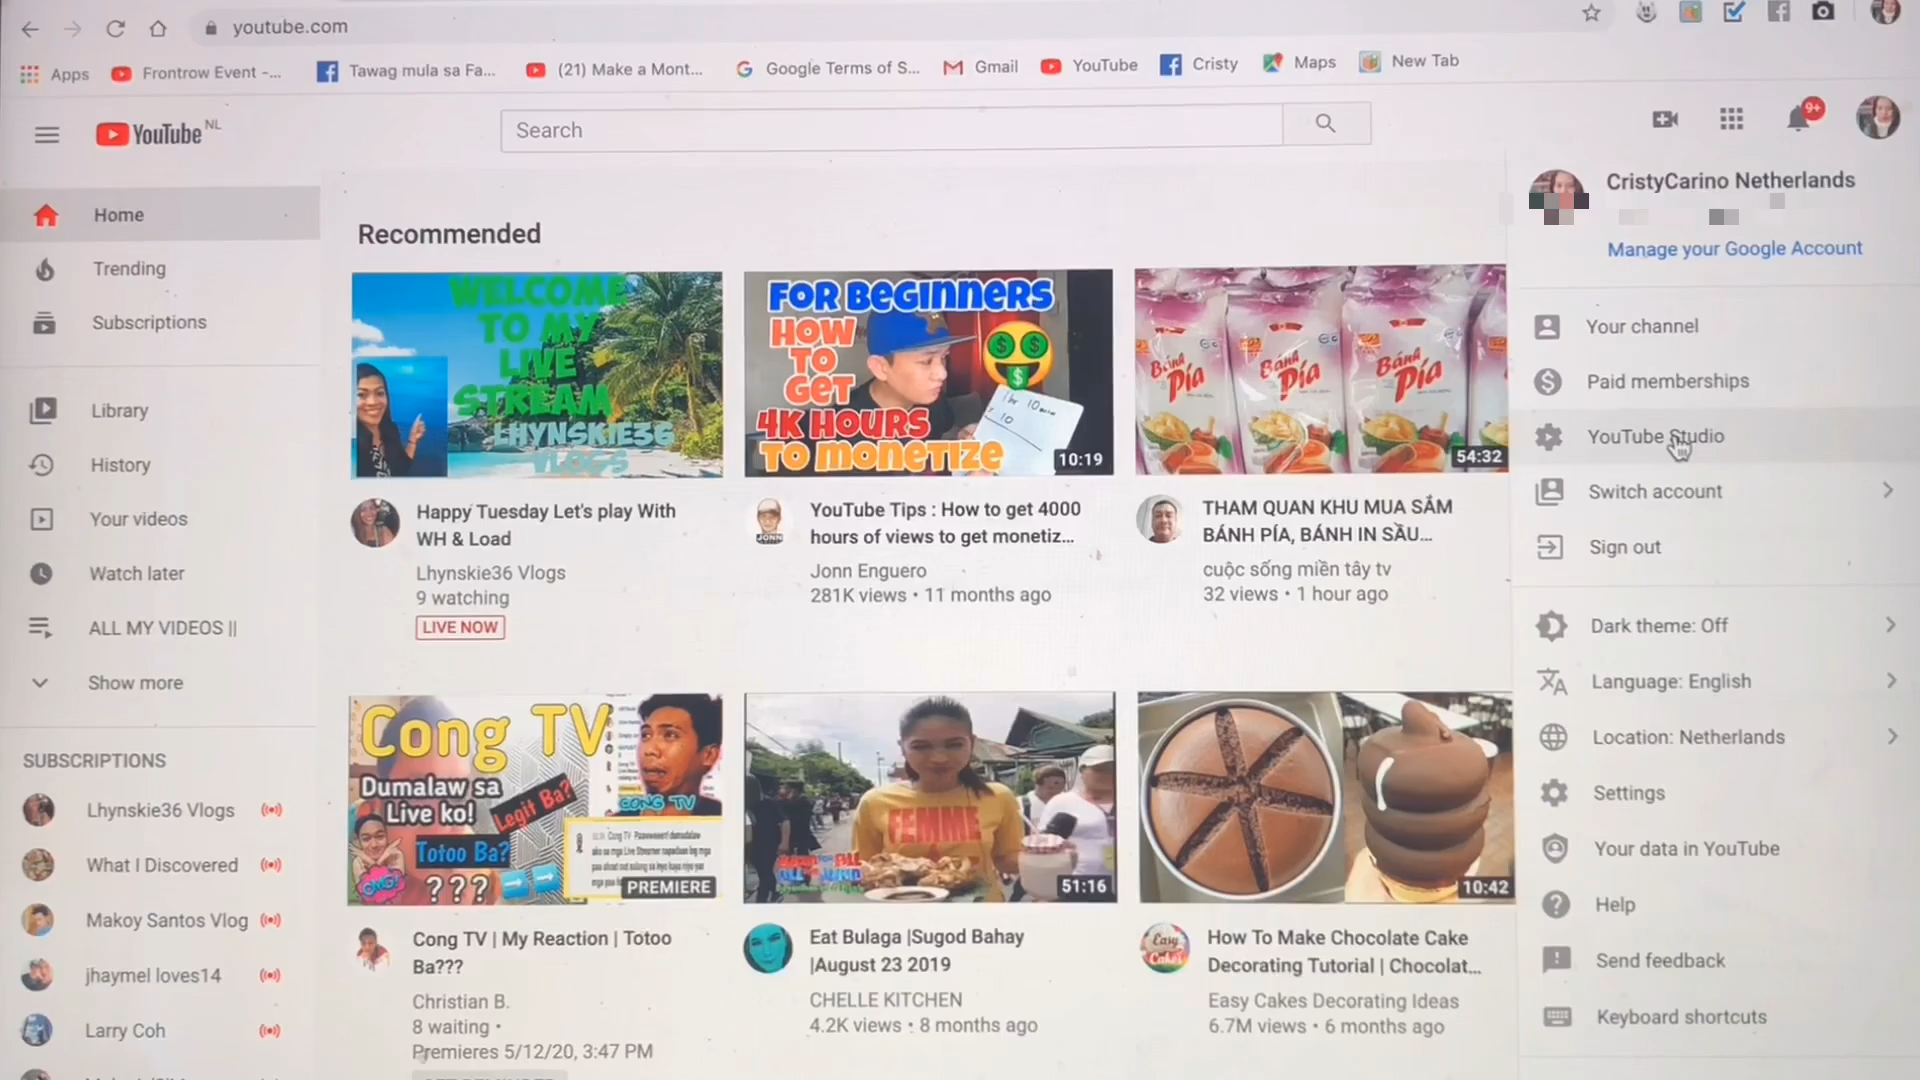 youtube.com
Apps
Frontrow Event -...
Tawag mula sa Fa...
(21) Make a Mont...
Google Terms of S...
Gmail
YouTube
Cristy
Maps
New Tab
YouTube NL
Search
9+
Home
Trending
Subscriptions
Library
History
Your videos
Watch later
ALL MY VIDEOS ||
Show more
SUBSCRIPTIONS
Lhynskie36 Vlogs
What I Discovered
Makoy Santos Vlog
jhaymel loves14
Larry Coh
Recommended
WELCOME
TO MY
LIVE
STREAM
LHYNSKIE36
VLOGS
Happy Tuesday Let's play With
WH & Load
Lhynskie36 Vlogs
9 watching
LIVE NOW
FOR BEGINNERS
HOW
TO
GET
4K HOURS
TO MONETIZE
10:19
YouTube Tips : How to get 4000
hours of views to get monetiz...
Jonn Enguero
281K views • 11 months ago
Bánh Pía
Bánh Pía
Bánh Pía
54:32
THAM QUAN KHU MUA SẮM
BÁNH PÍA, BÁNH IN SẦU...
cuộc sống miền tây tv
32 views • 1 hour ago
Cong TV
Dumalaw sa
Live ko!
Legit Ba?
Totoo Ba?
???
OMG!
CONG TV
PREMIERE
Cong TV | My Reaction | Totoo
Ba???
Christian B.
8 waiting •
Premieres 5/12/20, 3:47 PM
FEMME
51:16
Eat Bulaga |Sugod Bahay
|August 23 2019
CHELLE KITCHEN
4.2K views • 8 months ago
10:42
Easy Cakes
How To Make Chocolate Cake
Decorating Tutorial | Chocolat...
Easy Cakes Decorating Ideas
6.7M views • 6 months ago
CristyCarino Netherlands
Manage your Google Account
Your channel
Paid memberships
YouTube Studio
Switch account
Sign out
Dark theme: Off
Language: English
Location: Netherlands
Settings
Your data in YouTube
Help
Send feedback
Keyboard shortcuts